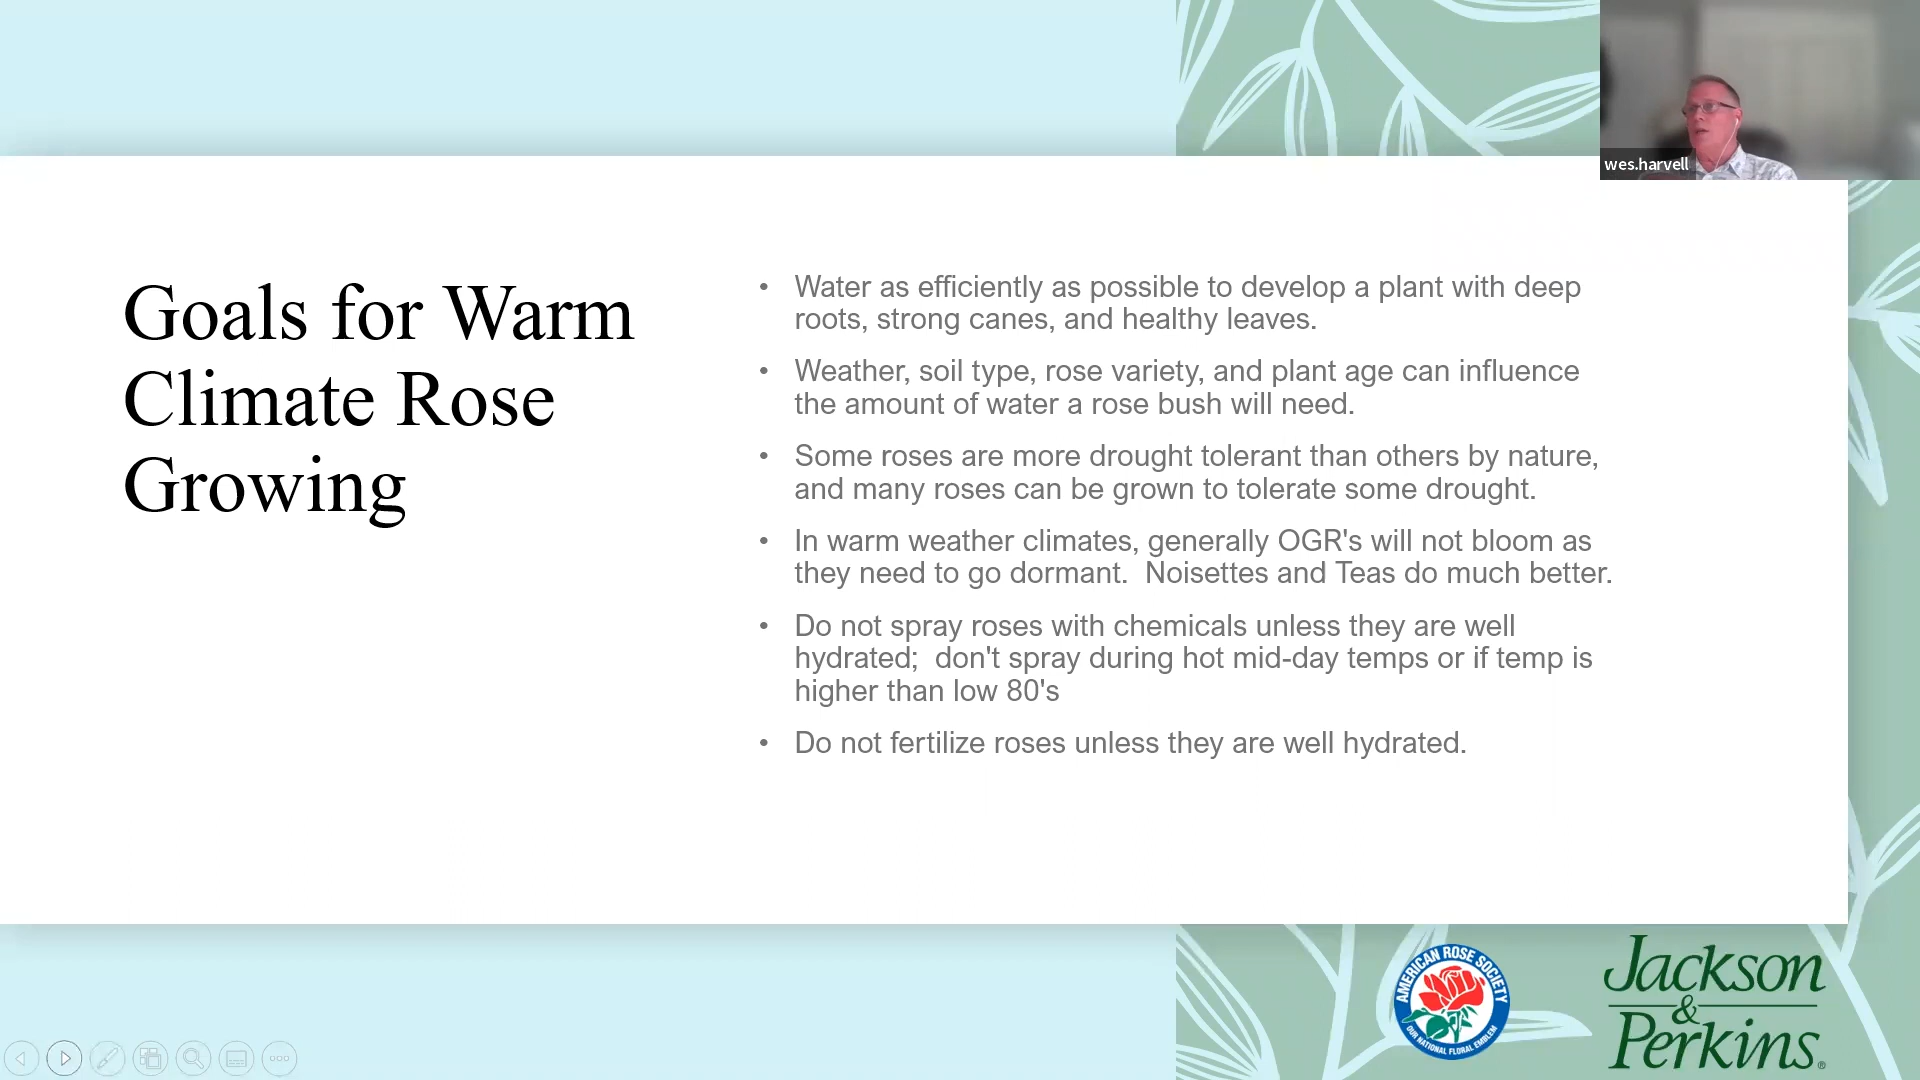 wes.harvell
Goals for Warm
Climate Rose
Growing
• Water as efficiently as possible to develop a plant with deep
roots, strong canes, and healthy leaves.
• Weather, soil type, rose variety, and plant age can influence
the amount of water a rose bush will need.
• Some roses are more drought tolerant than others by nature,
and many roses can be grown to tolerate some drought.
• In warm weather climates, generally OGR's will not bloom as
they need to go dormant.  Noisettes and Teas do much better.
• Do not spray roses with chemicals unless they are well
hydrated;  don't spray during hot mid-day temps or if temp is
higher than low 80's
• Do not fertilize roses unless they are well hydrated.
AMERICAN ROSE SOCIETY
OUR NATIONAL FLORAL EMBLEM
Jackson
&
Perkins®